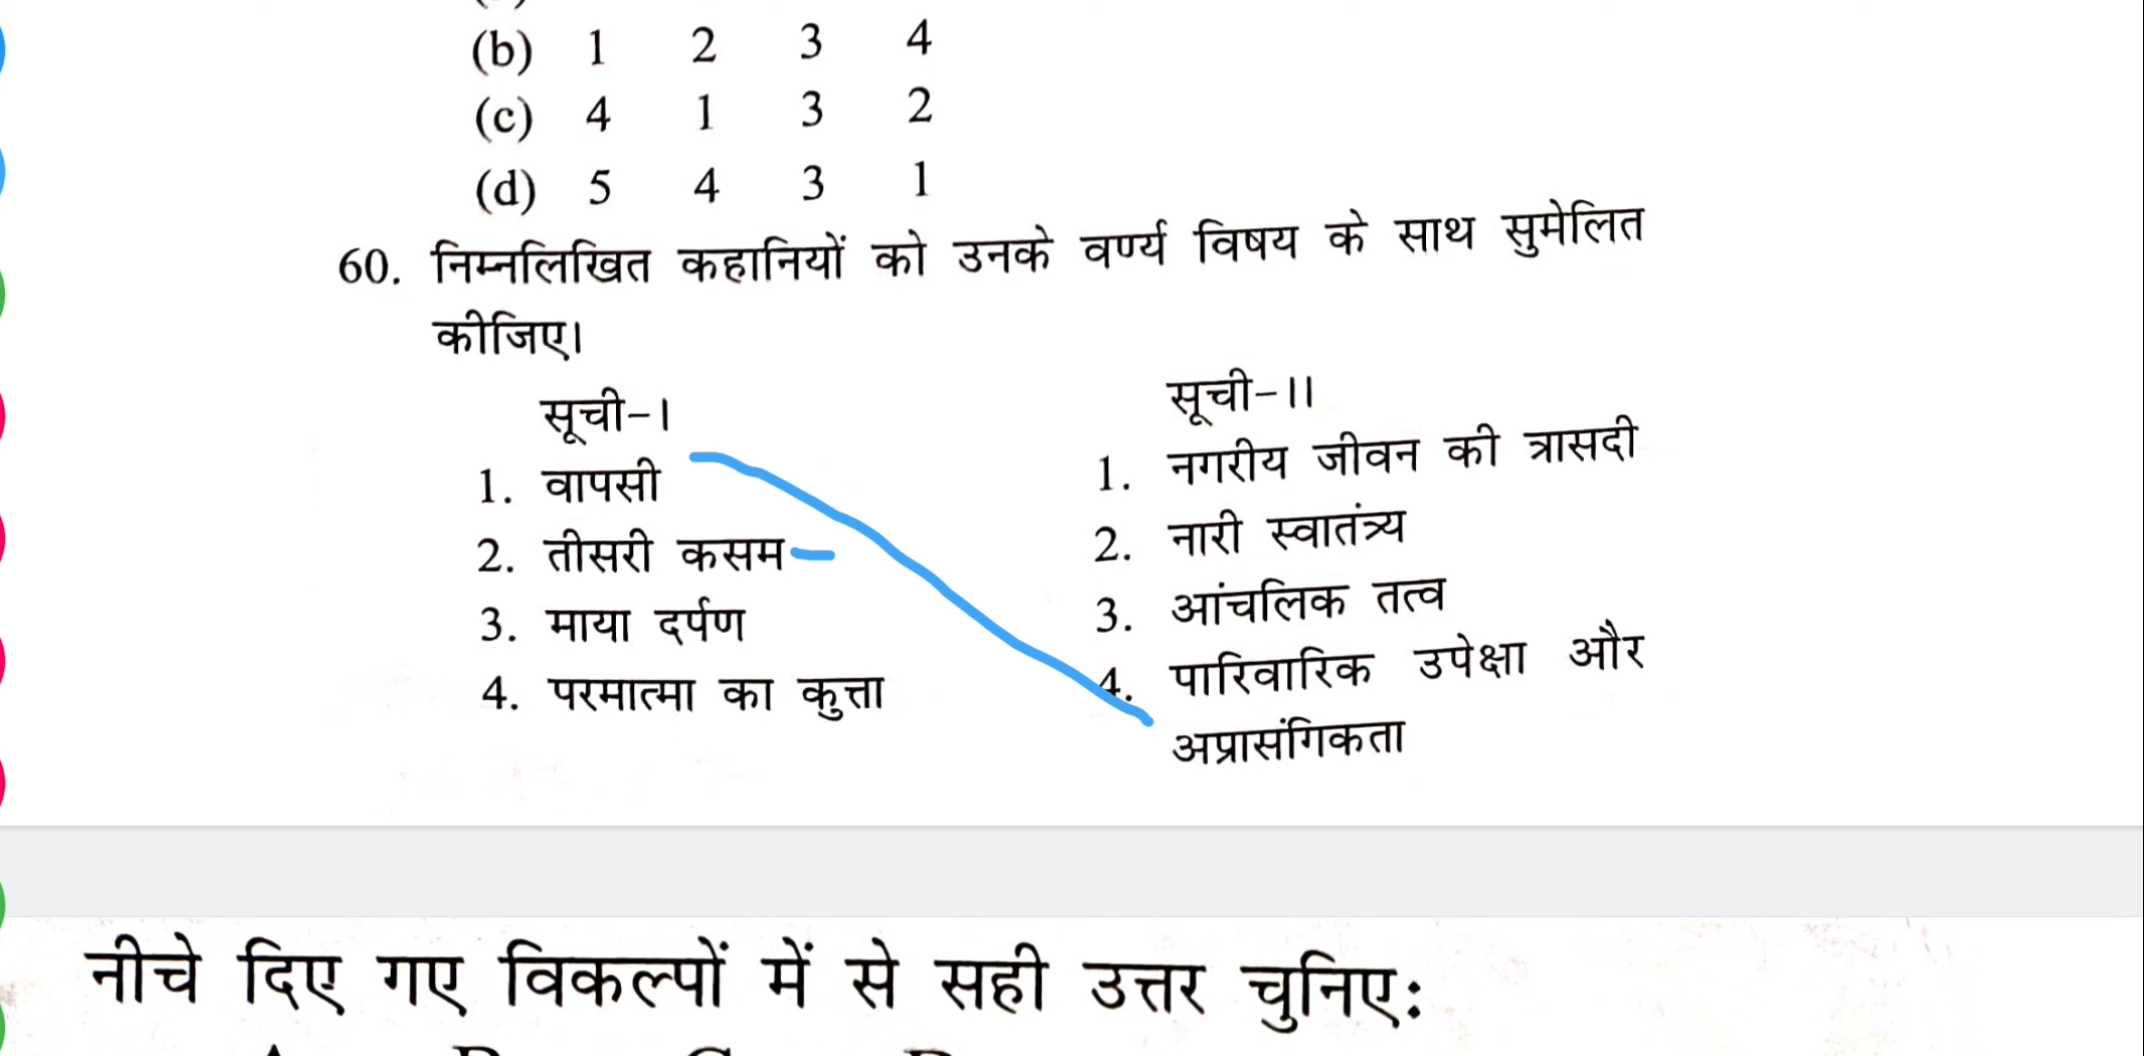 (b) 1 2 3 4
(c) 4 1 3 2
(d) 5 4 3 1
60. निम्नलिखित कहानियों को उनके वर्ण्य विषय के साथ सुमेलित
कीजिए।
सूची-I सूची-II
1. वापसी 1. नगरीय जीवन की त्रासदी
2. तीसरी कसम 2. नारी स्वातंत्र्य
3. माया दर्पण 3. आंचलिक तत्व
4. परमात्मा का कुत्ता 4. पारिवारिक उपेक्षा और
अप्रासंगिकता
नीचे दिए गए विकल्पों में से सही उत्तर चुनिए: